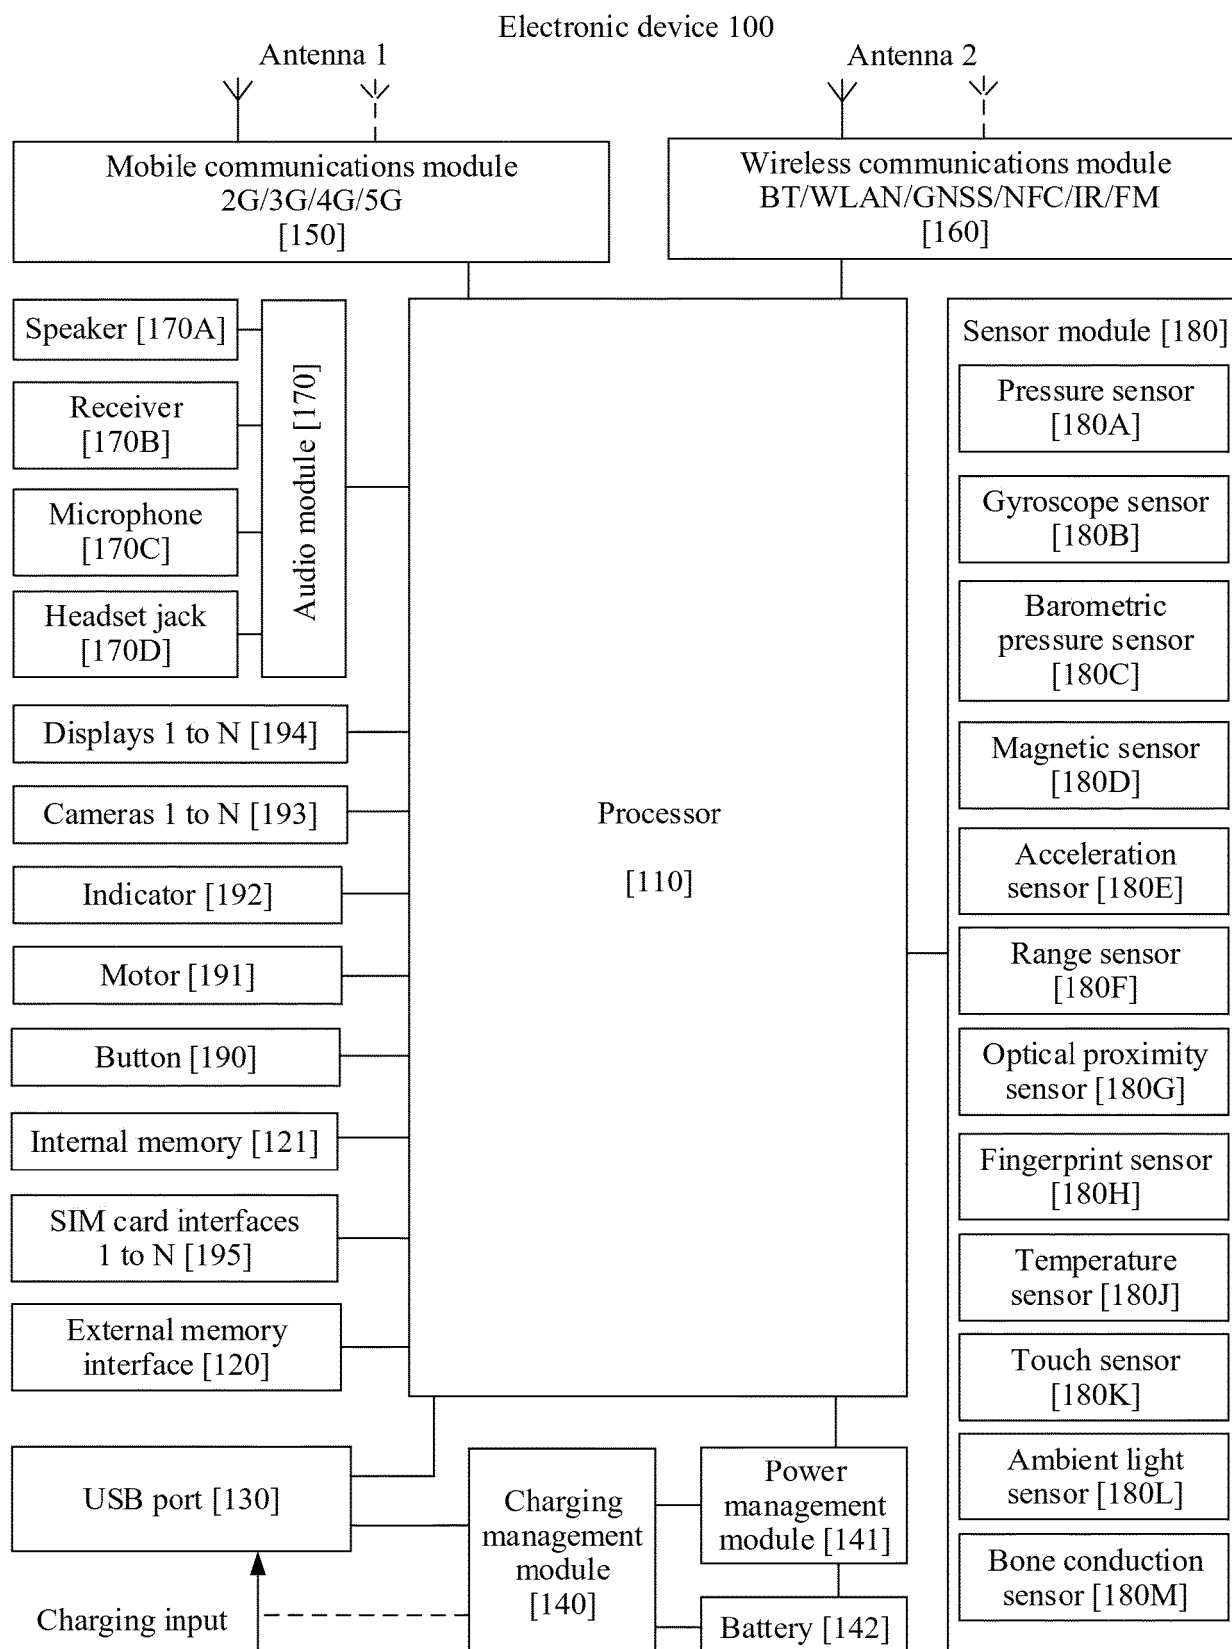 Electronic device 100
Antenna 1
Antenna 2
Mobile communications module
2G/3G/4G/5G
[150]
Wireless communications module
BT/WLAN/GNSS/NFC/IR/FM
[160]
Speaker [170A]
Receiver
[170B]
Microphone
[170C]
Headset jack
[170D]
Audio module [170]
Displays 1 to N [194]
Cameras 1 to N [193]
Indicator [192]
Motor [191]
Button [190]
Internal memory [121]
SIM card interfaces
1 to N [195]
External memory
interface [120]
Processor
[110]
Sensor module [180]
Pressure sensor
[180A]
Gyroscope sensor
[180B]
Barometric
pressure sensor
[180C]
Magnetic sensor
[180D]
Acceleration
sensor [180E]
Range sensor
[180F]
Optical proximity
sensor [180G]
Fingerprint sensor
[180H]
Temperature
sensor [180J]
Touch sensor
[180K]
Ambient light
sensor [180L]
Bone conduction
sensor [180M]
USB port [130]
Charging
management
module
[140]
Power
management
module [141]
Battery [142]
Charging input